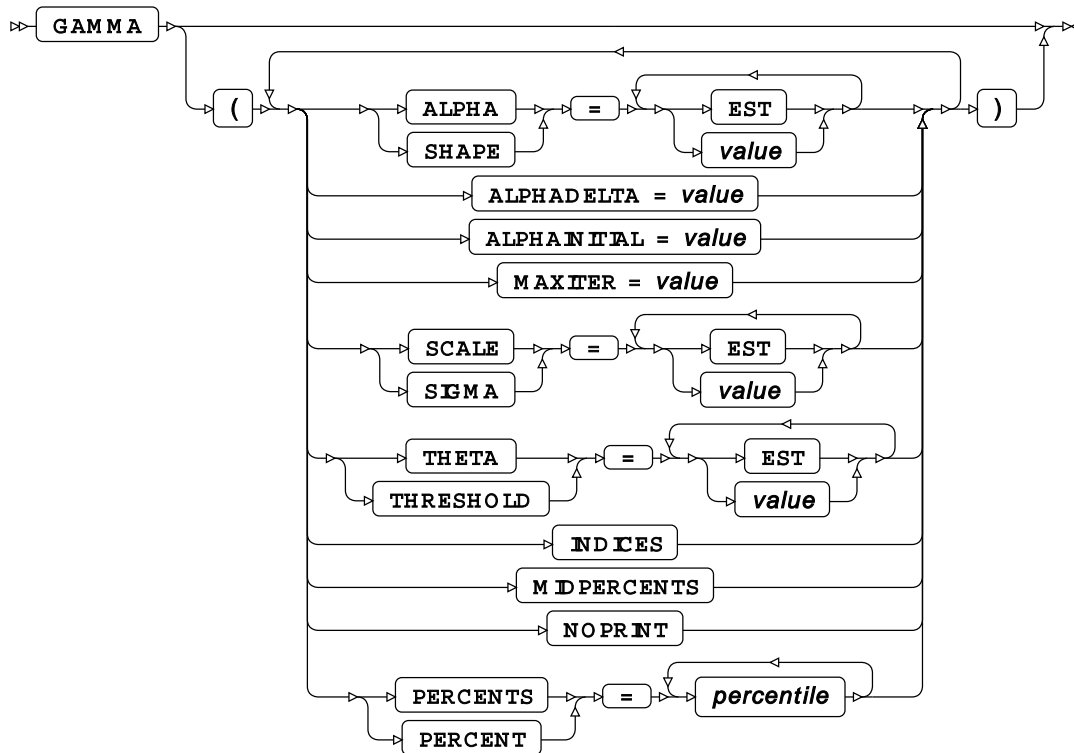 GAMMA
( ALPHA = EST )
SHAPE value
ALPHADELTA = value
ALPHAINITIAL = value
MAXITER = value
SCALE = EST
SIGMA value
THETA = EST
THRESHOLD value
INDICES
MIDPERCENTS
NOPRINT
PERCENTS = percentile
PERCENT